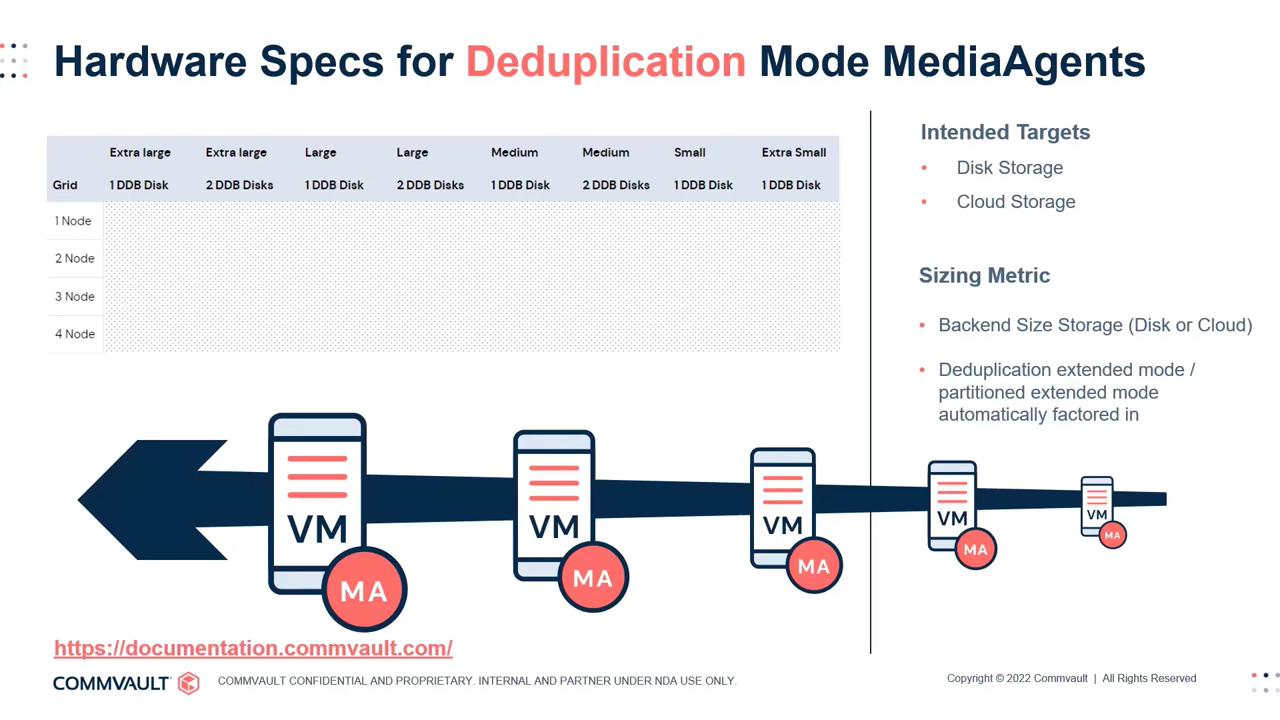 Hardware Specs for Deduplication Mode MediaAgents
Extra large Extra large Large Large Medium Medium Small Extra Small
Grid 1 DDB Disk 2 DDB Disks 1 DDB Disk 2 DDB Disks 1 DDB Disk 2 DDB Disks 1 DDB Disk 1 DDB Disk
1 Node
2 Node
3 Node
4 Node
Intended Targets
• Disk Storage
• Cloud Storage
Sizing Metric
• Backend Size Storage (Disk or Cloud)
• Deduplication extended mode /
partitioned extended mode
automatically factored in
VM
MA
VM
MA
VM
MA
VM
MA
VM
MA
https://documentation.commvault.com/
COMMVAULT
COMMVAULT CONFIDENTIAL AND PROPRIETARY. INTERNAL AND PARTNER UNDER NDA USE ONLY.
Copyright © 2022 Commvault | All Rights Reserved